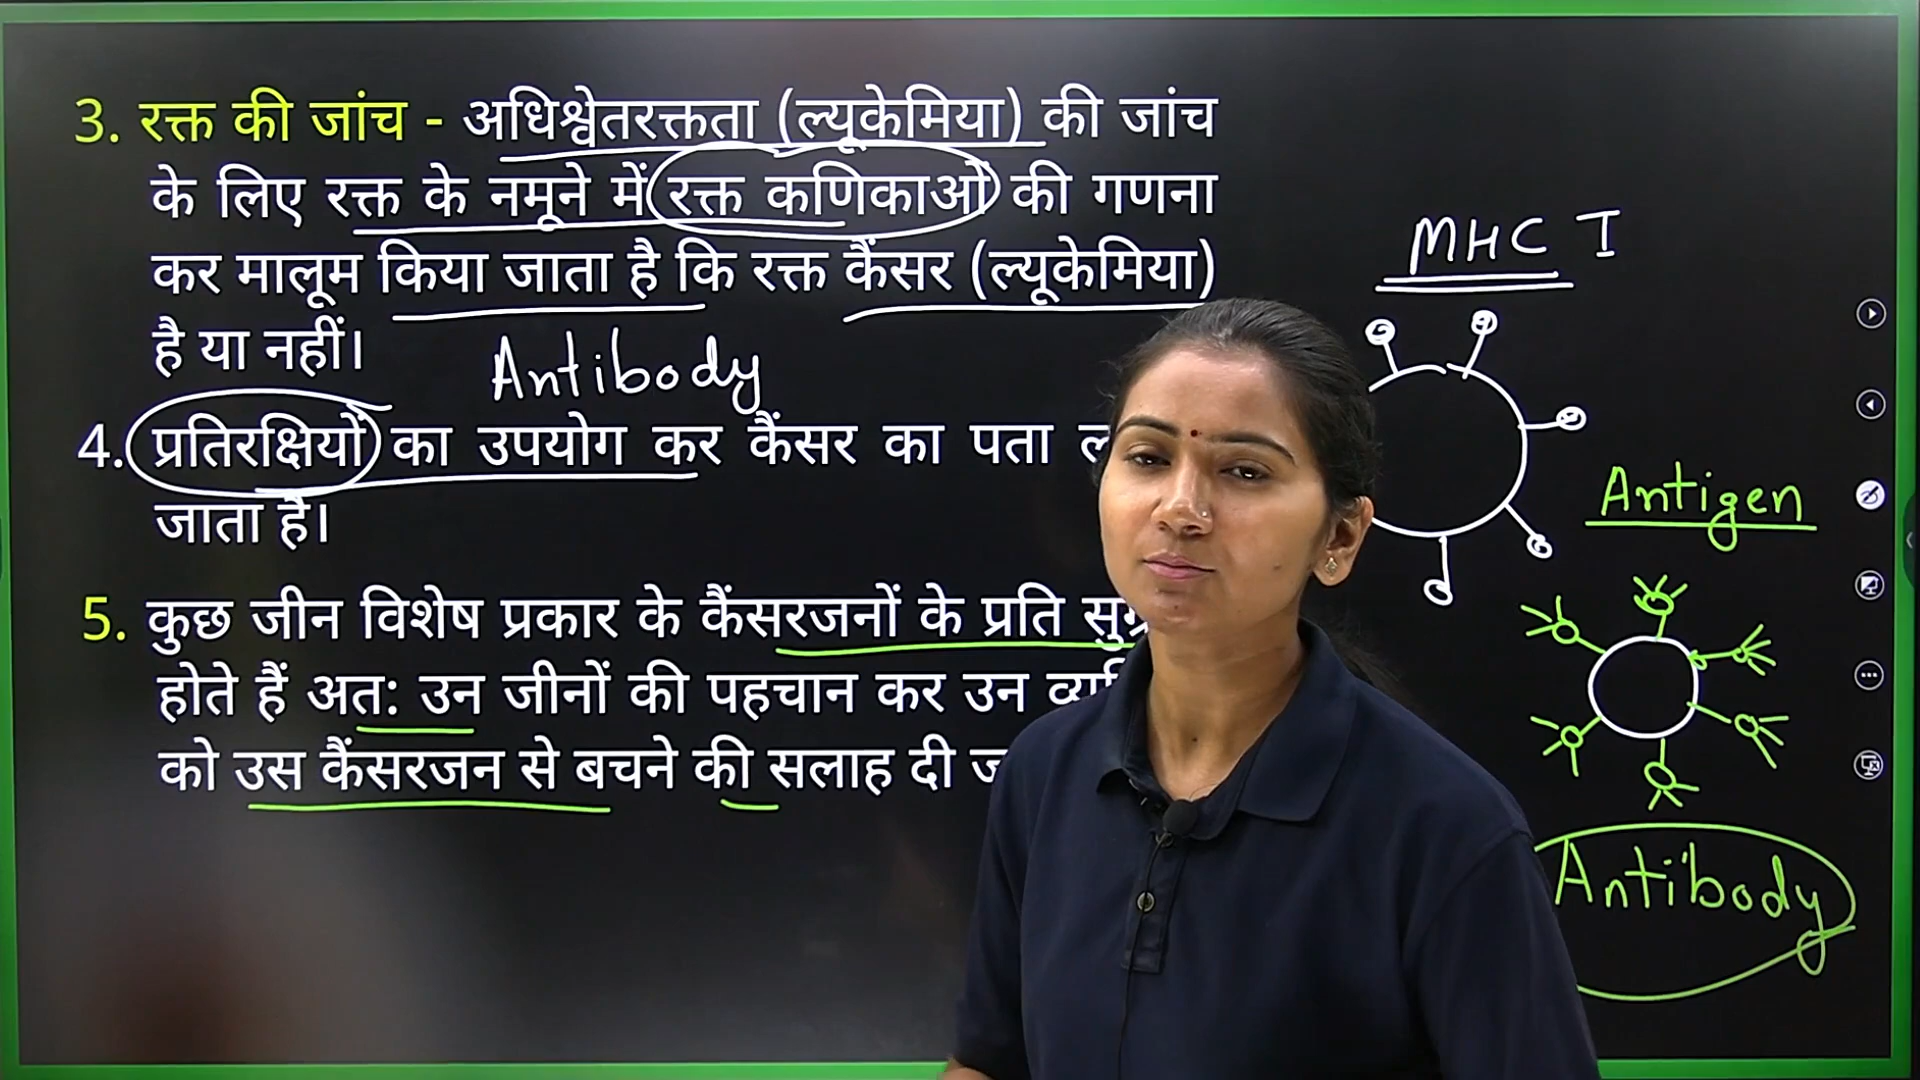 3. रक्त की जांच - अधिश्वेतरक्तता (ल्यूकेमिया) की जांच
के लिए रक्त के नमूने में रक्त कणिकाओं की गणना
कर मालूम किया जाता है कि रक्त कैंसर (ल्यूकेमिया)
है या नहीं।
Antibody
4. प्रतिरक्षियों का उपयोग कर कैंसर का पता
जाता है।
5. कुछ जीन विशेष प्रकार के कैंसरजनों के प्रति
होते हैं अत: उन जीनों की पहचान कर उन
को उस कैंसरजन से बचने की सलाह दी
MHC I
Antigen
Antibody